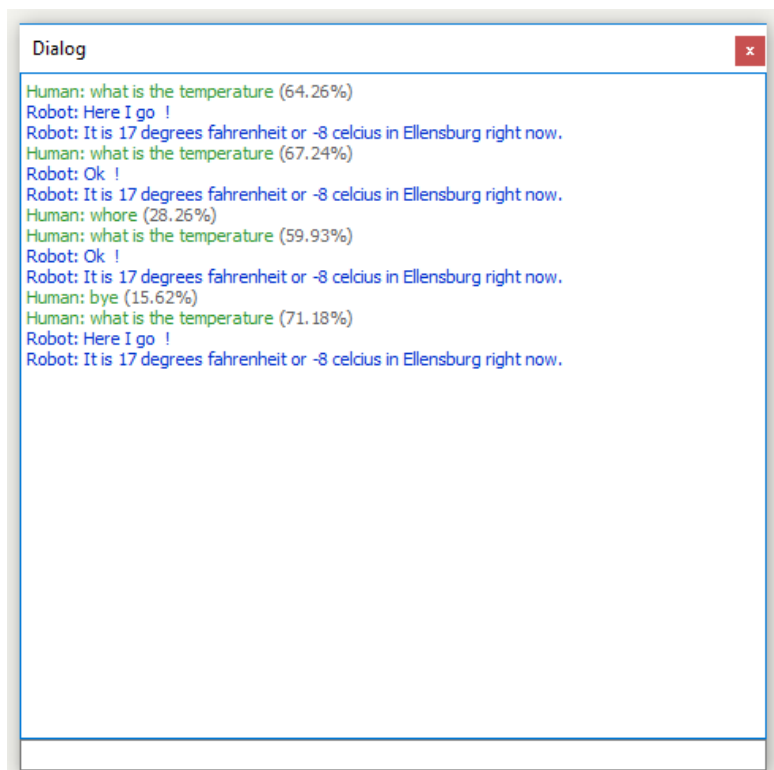 Dialog
x
Human: what is the temperature (64.26%)
Robot: Here I go !
Robot: It is 17 degrees fahrenheit or -8 celcius in Ellensburg right now.
Human: what is the temperature (67.24%)
Robot: Ok !
Robot: It is 17 degrees fahrenheit or -8 celcius in Ellensburg right now.
Human: whore (28.26%)
Human: what is the temperature (59.93%)
Robot: Ok !
Robot: It is 17 degrees fahrenheit or -8 celcius in Ellensburg right now.
Human: bye (15.62%)
Human: what is the temperature (71.18%)
Robot: Here I go !
Robot: It is 17 degrees fahrenheit or -8 celcius in Ellensburg right now.